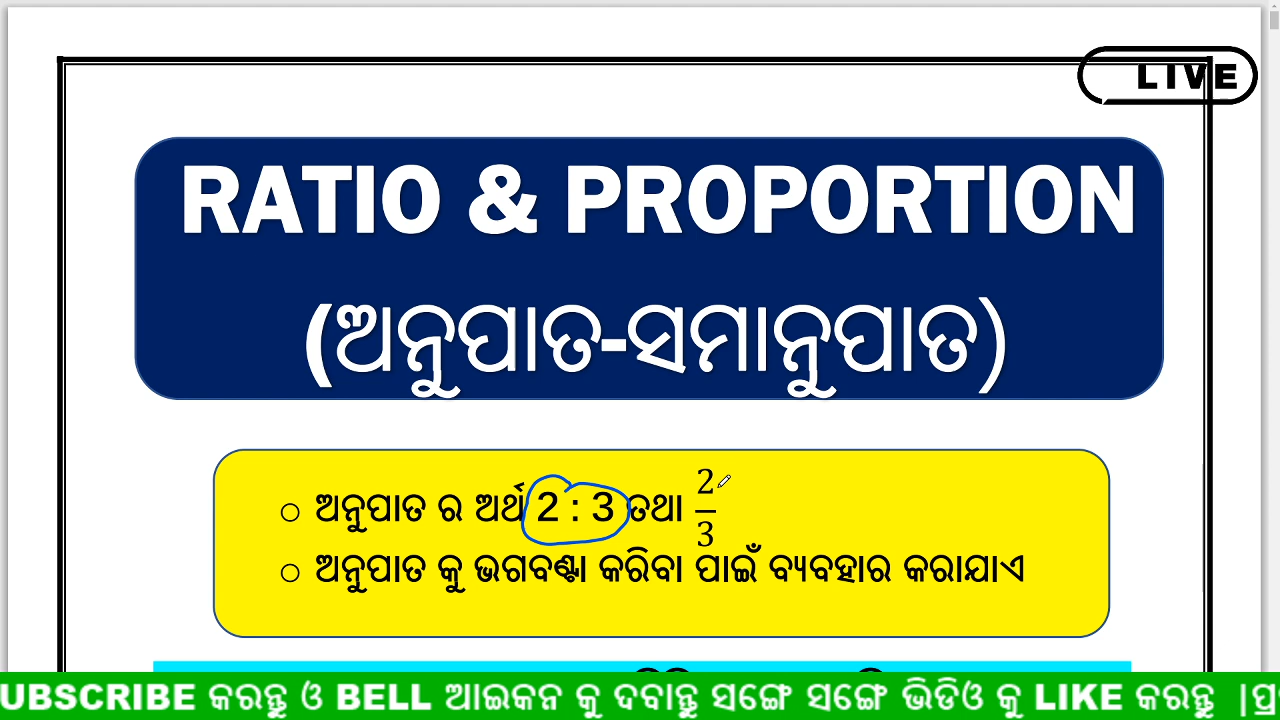 LIVE
RATIO & PROPORTION
(ଅନୁପାତ-ସମାନୁପାତ)
○ ଅନୁପାତ ର ଅର୍ଥ 2 : 3 ତଥା 2/3
○ ଅନୁପାତ କୁ ଭଗବଣ୍ଟା କରିବା ପାଇଁ ବ୍ୟବହାର କରାଯାଏ
UBSCRIBE କରନ୍ତୁ ଓ BELL ଆଇକନ କୁ ଦବାନ୍ତୁ ସଙ୍ଗେ ସଙ୍ଗେ ଭିଡିଓ କୁ LIKE କରନ୍ତୁ |ପ୍ର